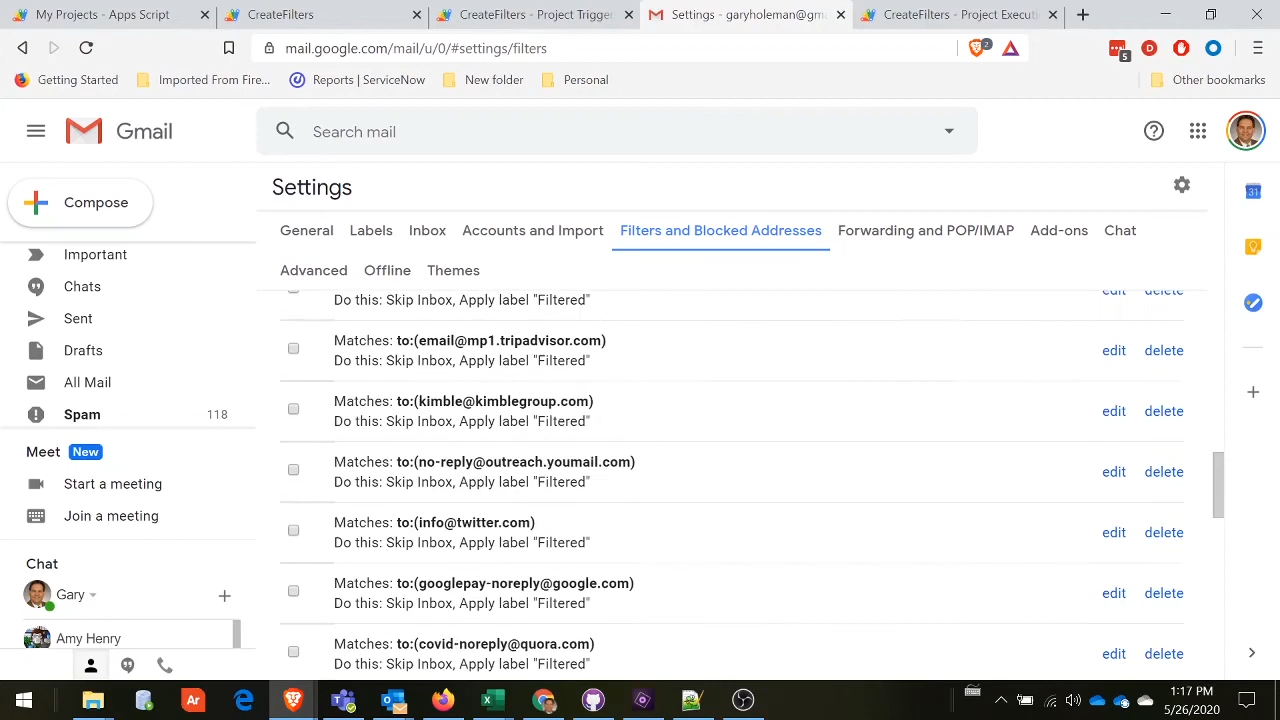 My Projects - Apps Script
CreateFilters
CreateFilters - Project Trigge
Settings - garyholeman@gm
CreateFilters - Project Executi
mail.google.com/mail/u/0/#settings/filters
2
5
D
Getting Started
Imported From Fire...
Reports | ServiceNow
New folder
Personal
Other bookmarks
Gmail
Search mail
Compose
Settings
31
General
Labels
Inbox
Accounts and Import
Filters and Blocked Addresses
Forwarding and POP/IMAP
Add-ons
Chat
Advanced
Offline
Themes
Important
Chats
Sent
Drafts
All Mail
Spam
118
Meet
New
Start a meeting
Join a meeting
Chat
Gary
Amy Henry
Do this: Skip Inbox, Apply label "Filtered"
edit
delete
Matches: to:(email@mp1.tripadvisor.com)
Do this: Skip Inbox, Apply label "Filtered"
edit
delete
Matches: to:(kimble@kimblegroup.com)
Do this: Skip Inbox, Apply label "Filtered"
edit
delete
Matches: to:(no-reply@outreach.youmail.com)
Do this: Skip Inbox, Apply label "Filtered"
edit
delete
Matches: to:(info@twitter.com)
Do this: Skip Inbox, Apply label "Filtered"
edit
delete
Matches: to:(googlepay-noreply@google.com)
Do this: Skip Inbox, Apply label "Filtered"
edit
delete
Matches: to:(covid-noreply@quora.com)
Do this: Skip Inbox, Apply label "Filtered"
edit
delete
Ar
1:17 PM
5/26/2020